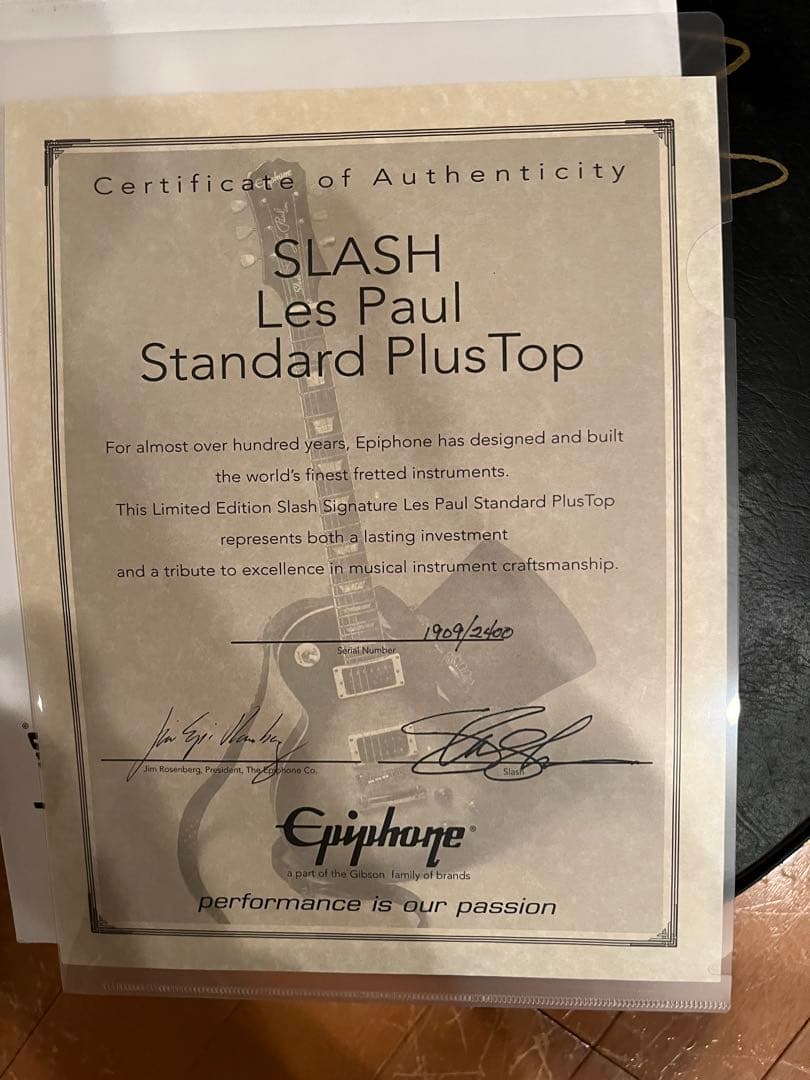 Certificate of Authenticity
SLASH
Les Paul
Standard PlusTop
For almost over hundred years, Epiphone has designed and built
the world's finest fretted instruments.
This Limited Edition Slash Signature Les Paul Standard PlusTop
represents both a lasting investment
and a tribute to excellence in musical instrument craftsmanship.
1909/2400
Serial Number
Jim Rosenberg, President, The Epiphone Co.
Slash
Epiphone®
a part of the Gibson family of brands
performance is our passion